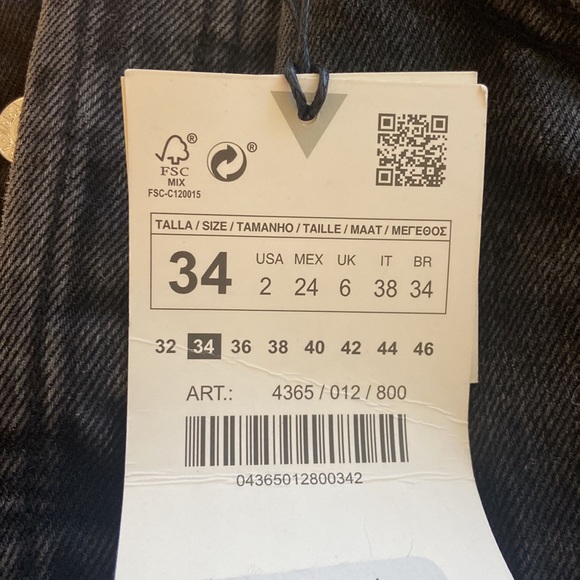 FSC ®
MIX
FSC-C120015
®
TALLA / SIZE / TAMANHO / TAILLE / MAAT / ΜΕΓΕΘΟΣ
34 USA MEX UK IT BR
2 24 6 38 34
32 34 36 38 40 42 44 46
ART.: 4365 / 012 / 800
04365012800342